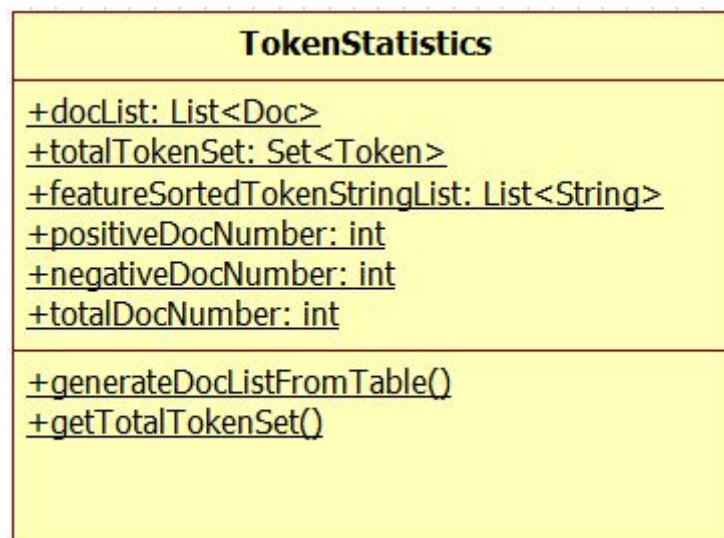 TokenStatistics
+docList: List<Doc>
+totalTokenSet: Set<Token>
+featureSortedTokenStringList: List<String>
+positiveDocNumber: int
+negativeDocNumber: int
+totalDocNumber: int
+generateDocListFromTable()
+getTotalTokenSet()